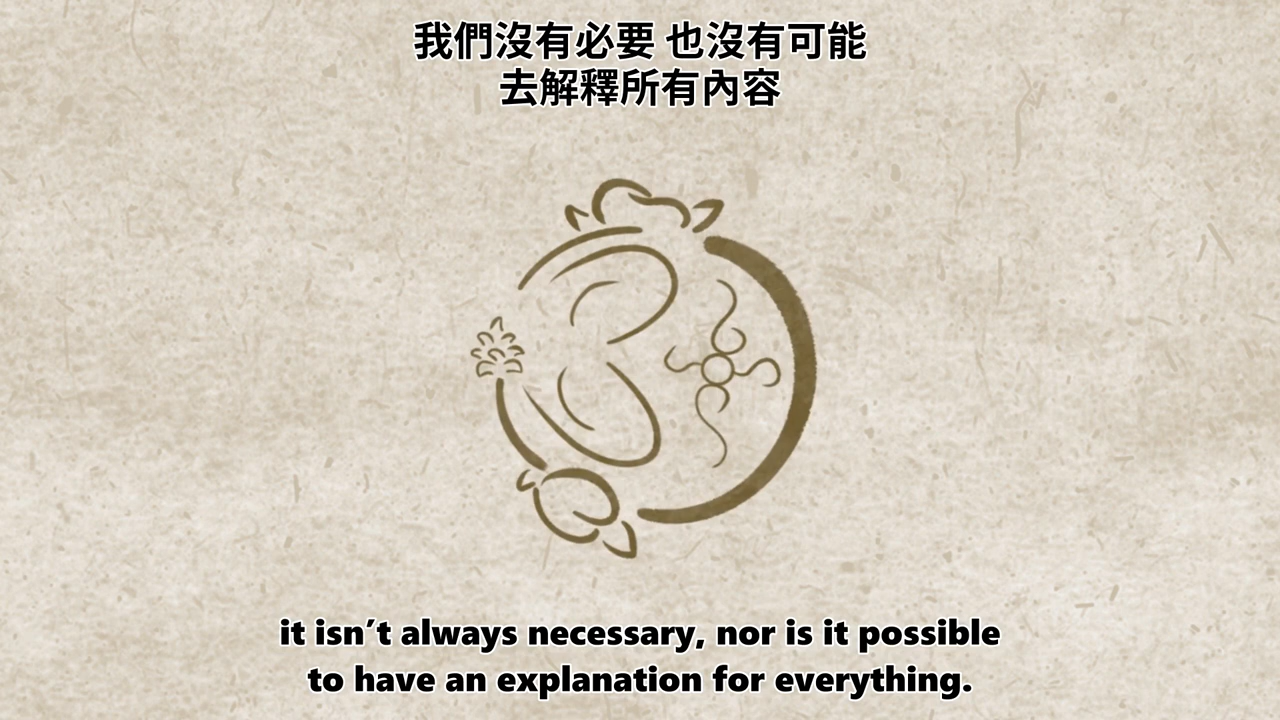 我們沒有必要 也沒有可能
去解釋所有內容
it isn’t always necessary, nor is it possible
to have an explanation for everything.